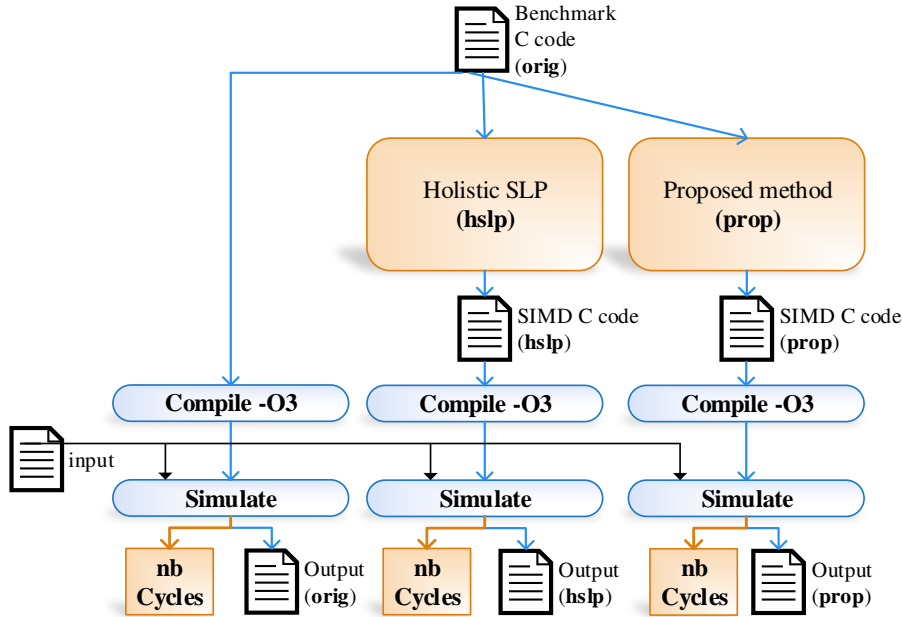 Benchmark
C code
(orig)
Holistic SLP
(hslp)
Proposed method
(prop)
SIMD C code
(hslp)
SIMD C code
(prop)
Compile -O3
Compile -O3
Compile -O3
input
Simulate
Simulate
Simulate
nb
Cycles
Output
(orig)
nb
Cycles
Output
(hslp)
nb
Cycles
Output
(prop)